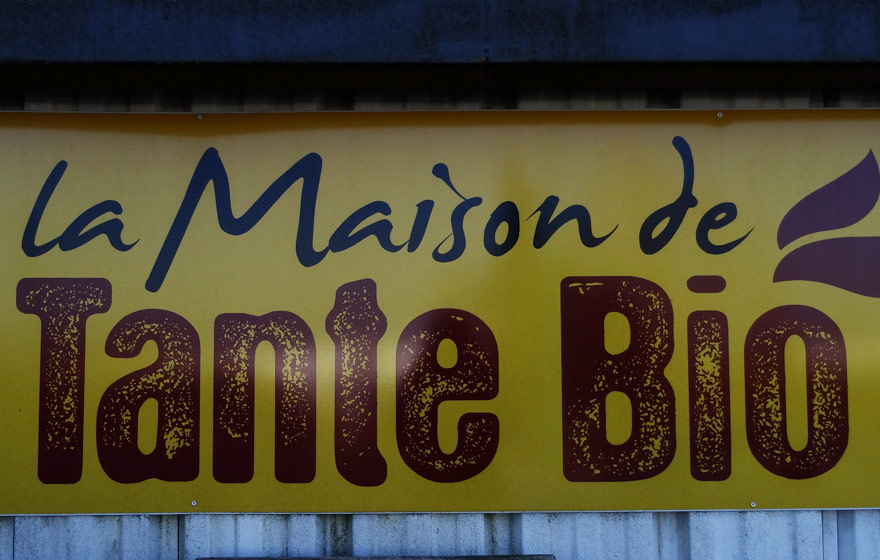 la Maison de
Tante Bio